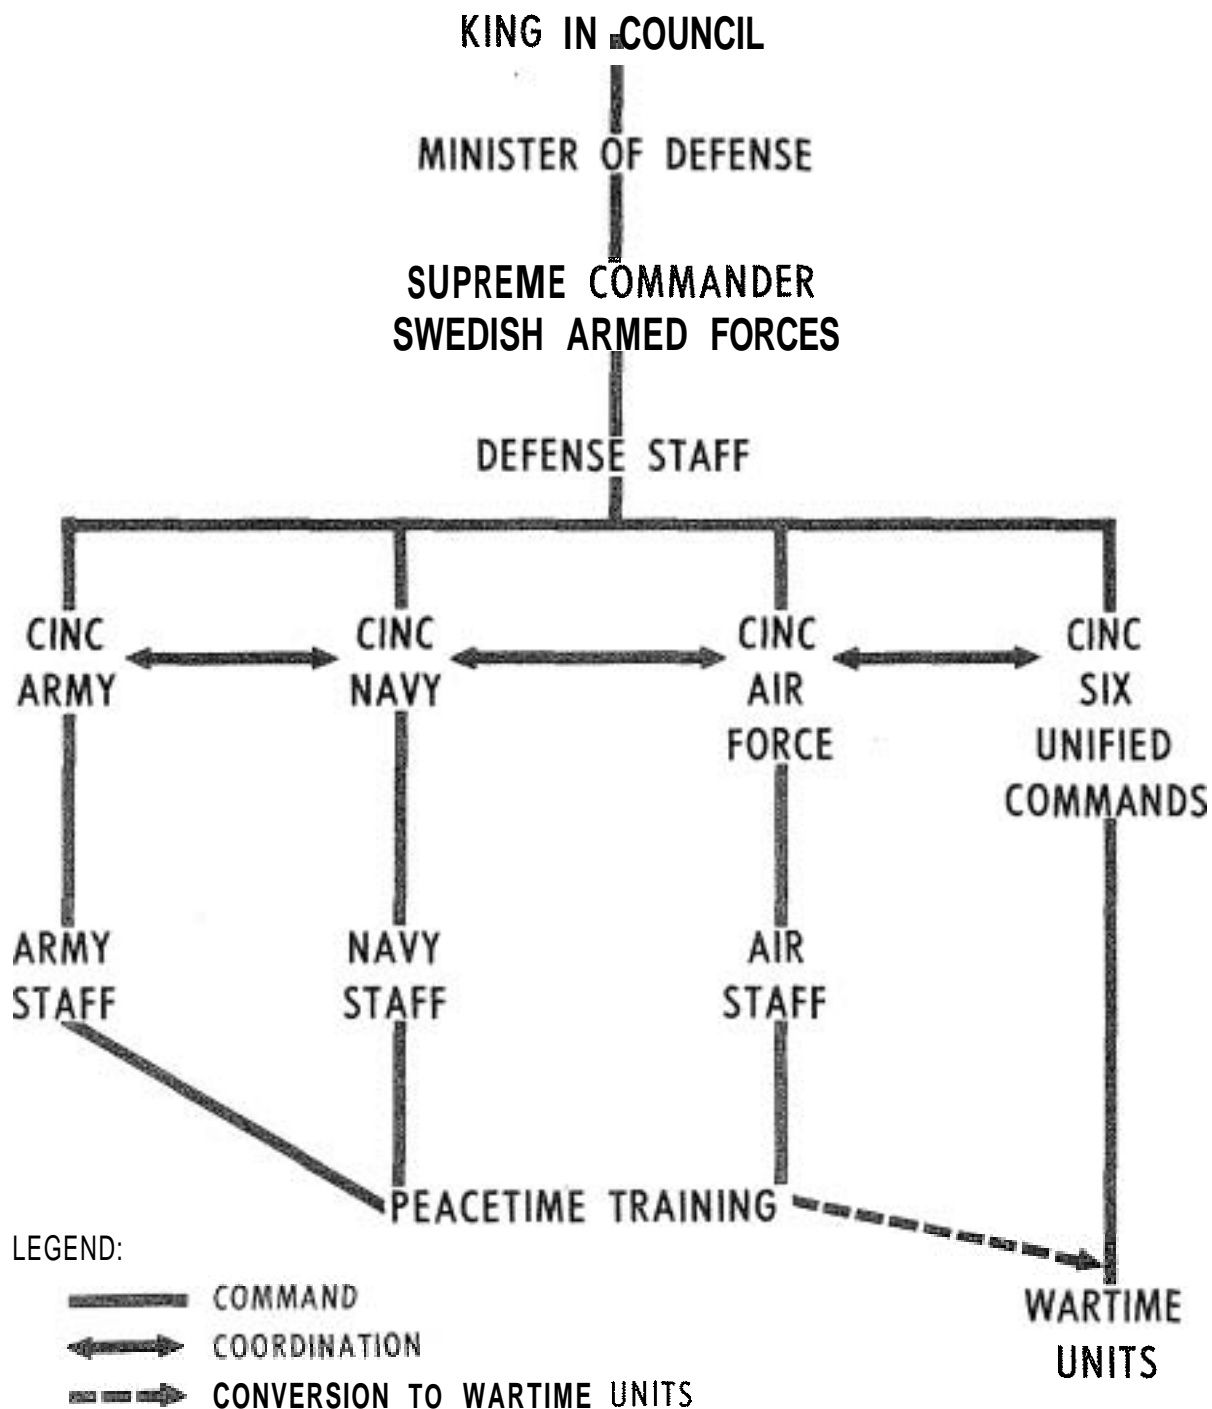 KING IN COUNCIL
MINISTER OF DEFENSE
SUPREME COMMANDER
SWEDISH ARMED FORCES
DEFENSE STAFF
CINC
ARMY
CINC
NAVY
CINC
AIR
FORCE
CINC
SIX
UNIFIED
COMMANDS
ARMY
STAFF
NAVY
STAFF
AIR
STAFF
PEACETIME TRAINING
WARTIME
UNITS
LEGEND:
COMMAND
COORDINATION
CONVERSION TO WARTIME UNITS